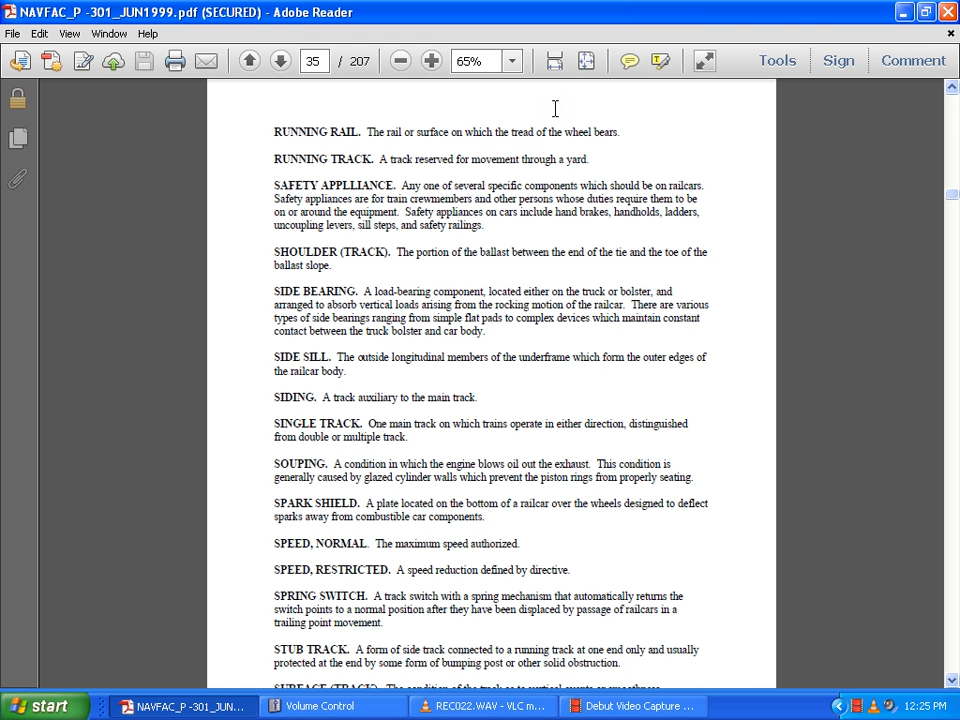 NAVFAC_P -301_JUN1999.pdf (SECURED) - Adobe Reader
File Edit View Window Help
35 / 207 65% Tools Sign Comment
RUNNING RAIL. The rail or surface on which the tread of the wheel bears.
RUNNING TRACK. A track reserved for movement through a yard.
SAFETY APPLLIANCE. Any one of several specific components which should be on railcars.
Safety appliances are for train crewmembers and other persons whose duties require them to be
on or around the equipment. Safety appliances on cars include hand brakes, handholds, ladders,
uncoupling levers, sill steps, and safety railings.
SHOULDER (TRACK). The portion of the ballast between the end of the tie and the toe of the
ballast slope.
SIDE BEARING. A load-bearing component, located either on the truck or bolster, and
arranged to absorb vertical loads arising from the rocking motion of the railcar. There are various
types of side bearings ranging from simple flat pads to complex devices which maintain constant
contact between the truck bolster and car body.
SIDE SILL. The outside longitudinal members of the underframe which form the outer edges of
the railcar body.
SIDING. A track auxiliary to the main track.
SINGLE TRACK. One main track on which trains operate in either direction, distinguished
from double or multiple track.
SOUPING. A condition in which the engine blows oil out the exhaust. This condition is
generally caused by glazed cylinder walls which prevent the piston rings from properly seating.
SPARK SHIELD. A plate located on the bottom of a railcar over the wheels designed to deflect
sparks away from combustible car components.
SPEED, NORMAL. The maximum speed authorized.
SPEED, RESTRICTED. A speed reduction defined by directive.
SPRING SWITCH. A track switch with a spring mechanism that automatically returns the
switch points to a normal position after they have been displaced by passage of railcars in a
trailing point movement.
STUB TRACK. A form of side track connected to a running track at one end only and usually
protected at the end by some form of bumping post or other solid obstruction.
SURFACE (TRACK). The condition of the track as to vertical
start NAVFAC_P -301_JUN... Volume Control REC022.WAV - VLC m... Debut Video Capture ... 12:25 PM